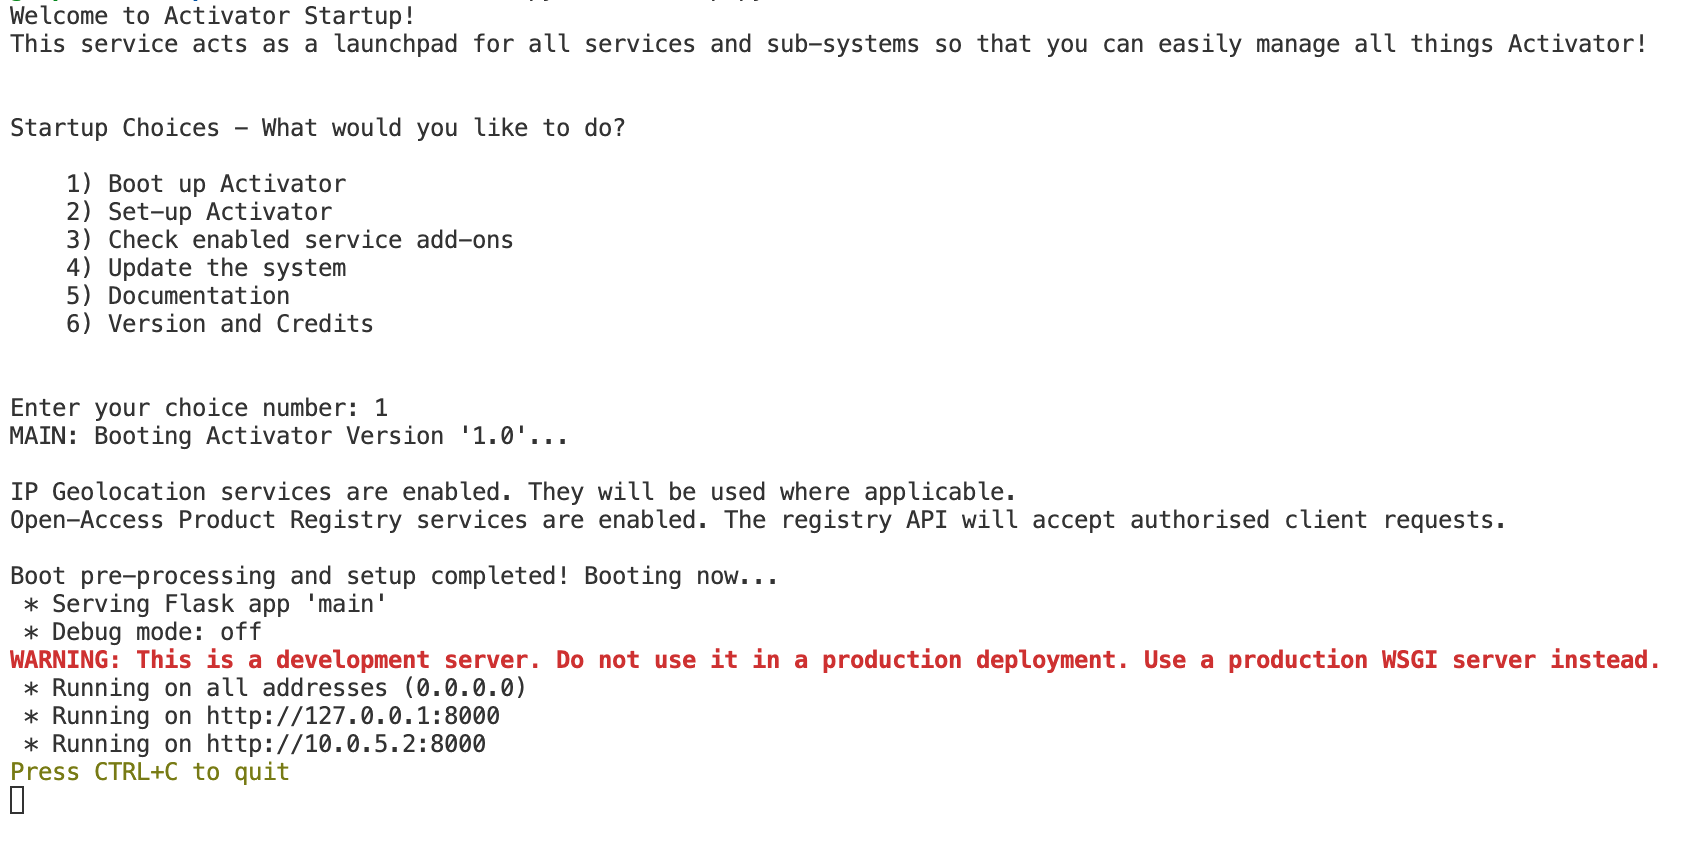 Welcome to Activator Startup!
This service acts as a launchpad for all services and sub-systems so that you can easily manage all things Activator!
Startup Choices - What would you like to do?
1) Boot up Activator
2) Set-up Activator
3) Check enabled service add-ons
4) Update the system
5) Documentation
6) Version and Credits
Enter your choice number: 1
MAIN: Booting Activator Version '1.0'...
IP Geolocation services are enabled. They will be used where applicable.
Open-Access Product Registry services are enabled. The registry API will accept authorised client requests.
Boot pre-processing and setup completed! Booting now...
* Serving Flask app 'main'
* Debug mode: off
WARNING: This is a development server. Do not use it in a production deployment. Use a production WSGI server instead.
* Running on all addresses (0.0.0.0)
* Running on http://127.0.0.1:8000
* Running on http://10.0.5.2:8000
Press CTRL+C to quit